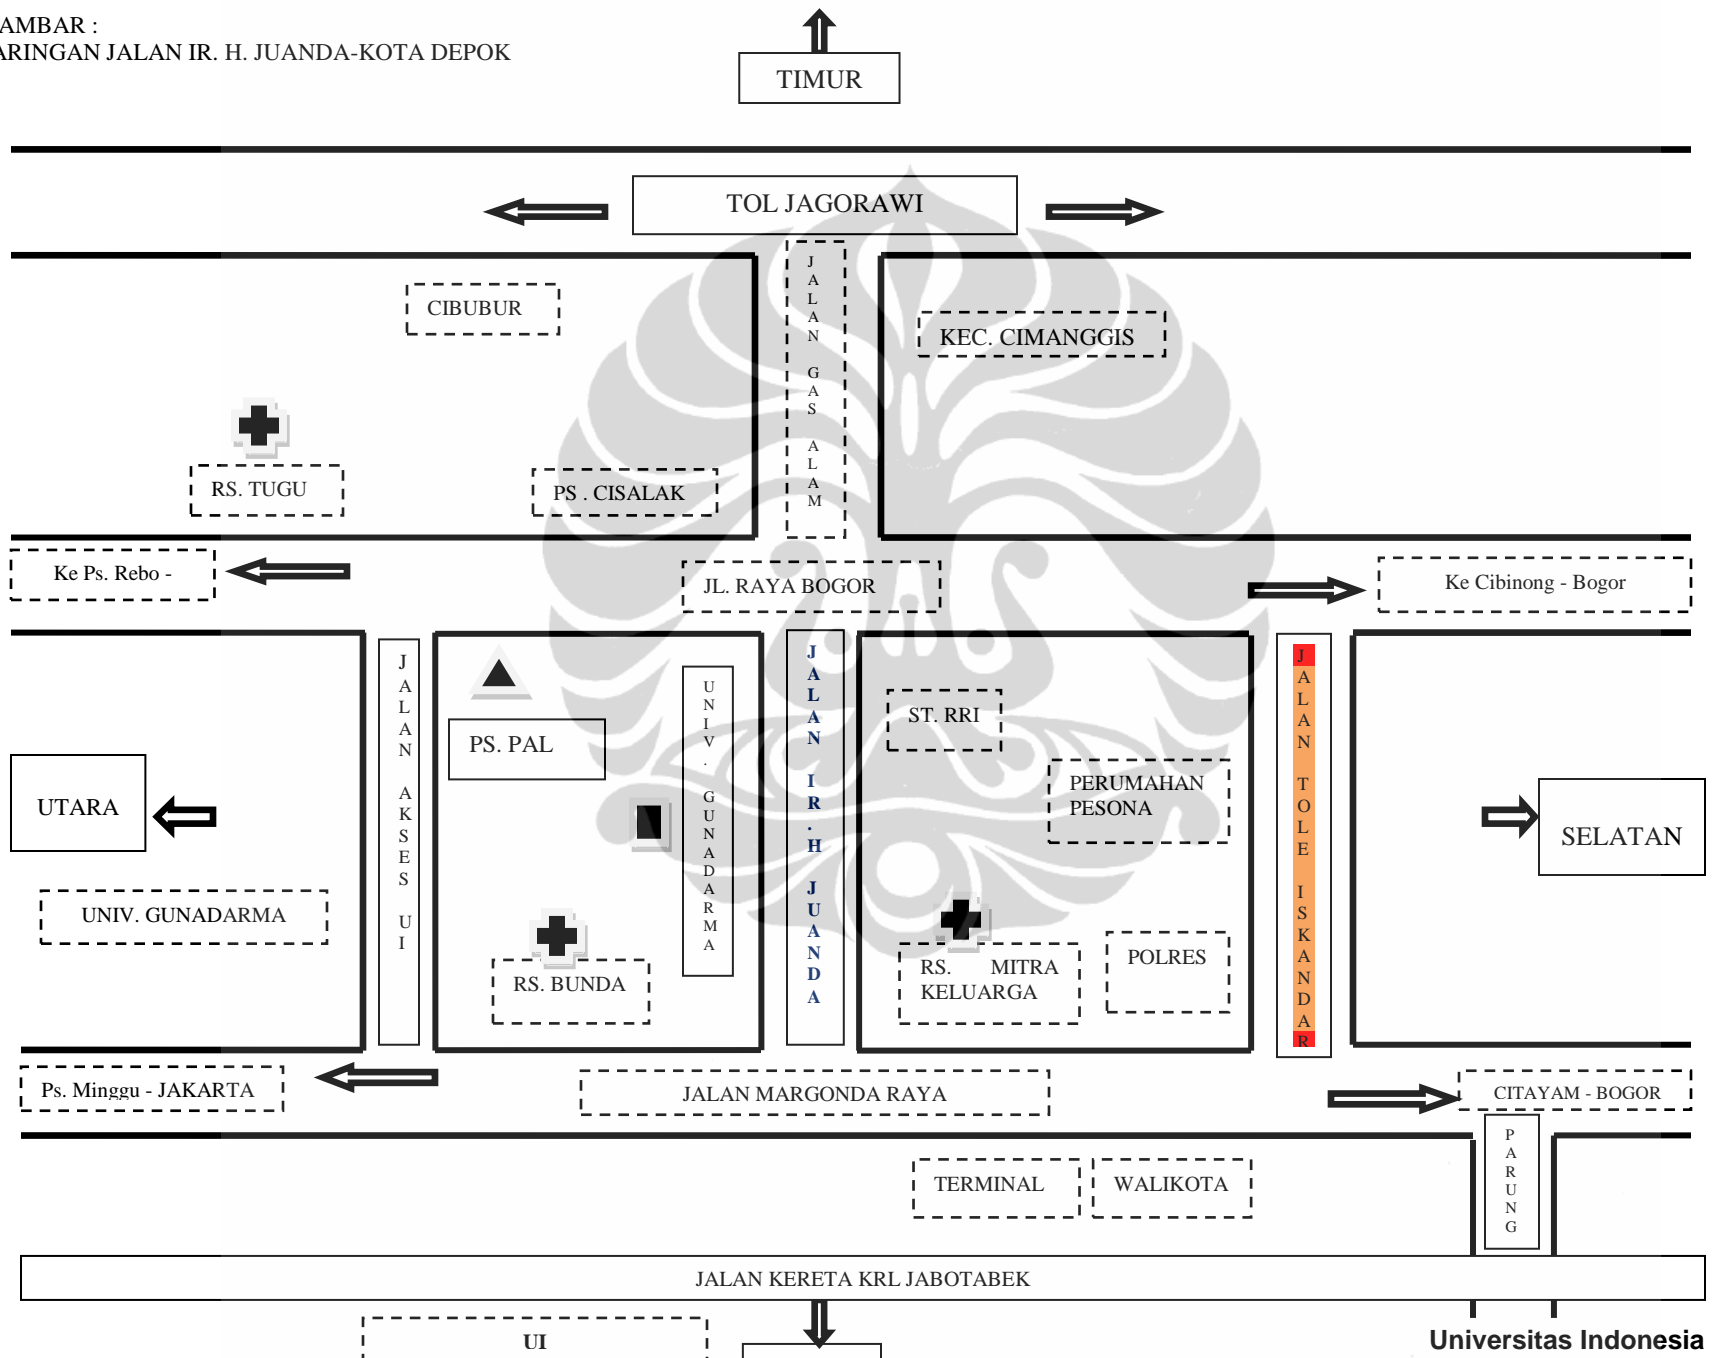 AMBAR :
ARINGAN JALAN IR. H. JUANDA-KOTA DEPOK
TIMUR
TOL JAGORAWI
JALAN GAS ALAM
CIBUBUR
KEC. CIMANGGIS
RS. TUGU
PS . CISALAK
Ke Ps. Rebo -
JL. RAYA BOGOR
Ke Cibinong - Bogor
JALAN AKSES UI
PS. PAL
UNIV. GUNADARMA
JALAN IR.H JUANDA
ST. RRI
PERUMAHAN
PESONA
JALAN TOLE ISKANDAR
UTARA
SELATAN
UNIV. GUNADARMA
RS. BUNDA
RS. MITRA
KELUARGA
POLRES
Ps. Minggu - JAKARTA
JALAN MARGONDA RAYA
CITAYAM - BOGOR
PARUNG
TERMINAL
WALIKOTA
JALAN KERETA KRL JABOTABEK
UI
Universitas Indonesia